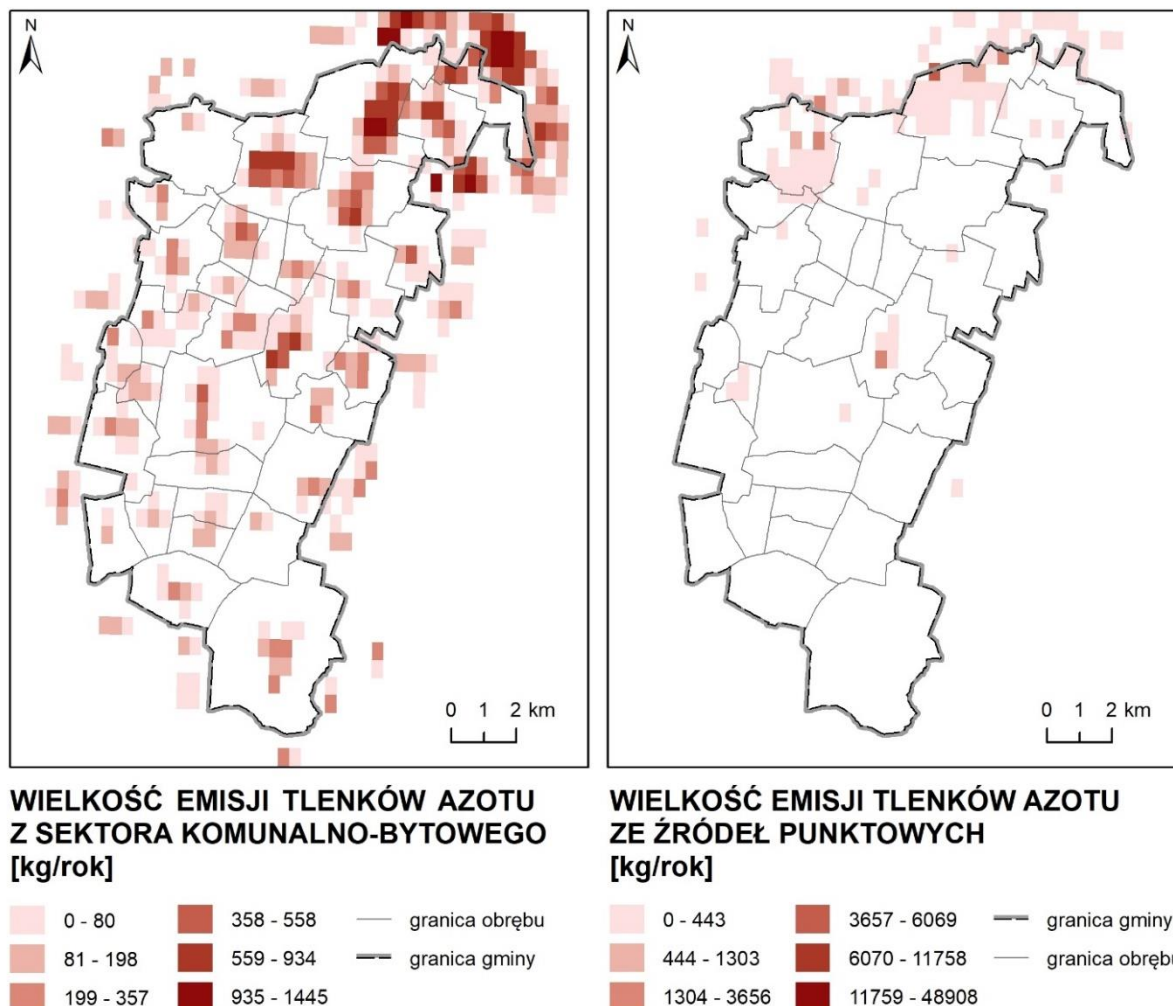 N
0 1 2 km
WIELKOŚĆ EMISJI TLENKÓW AZOTU
Z SEKTORA KOMUNALNO-BYTOWEGO
[kg/rok]
0 - 80
81 - 198
199 - 357
358 - 558
559 - 934
935 - 1445
granica obrębu
granica gminy
N
0 1 2 km
WIELKOŚĆ EMISJI TLENKÓW AZOTU
ZE ŹRÓDEŁ PUNKTOWYCH
[kg/rok]
0 - 443
444 - 1303
1304 - 3656
3657 - 6069
6070 - 11758
11759 - 48908
granica gminy
granica obrębu